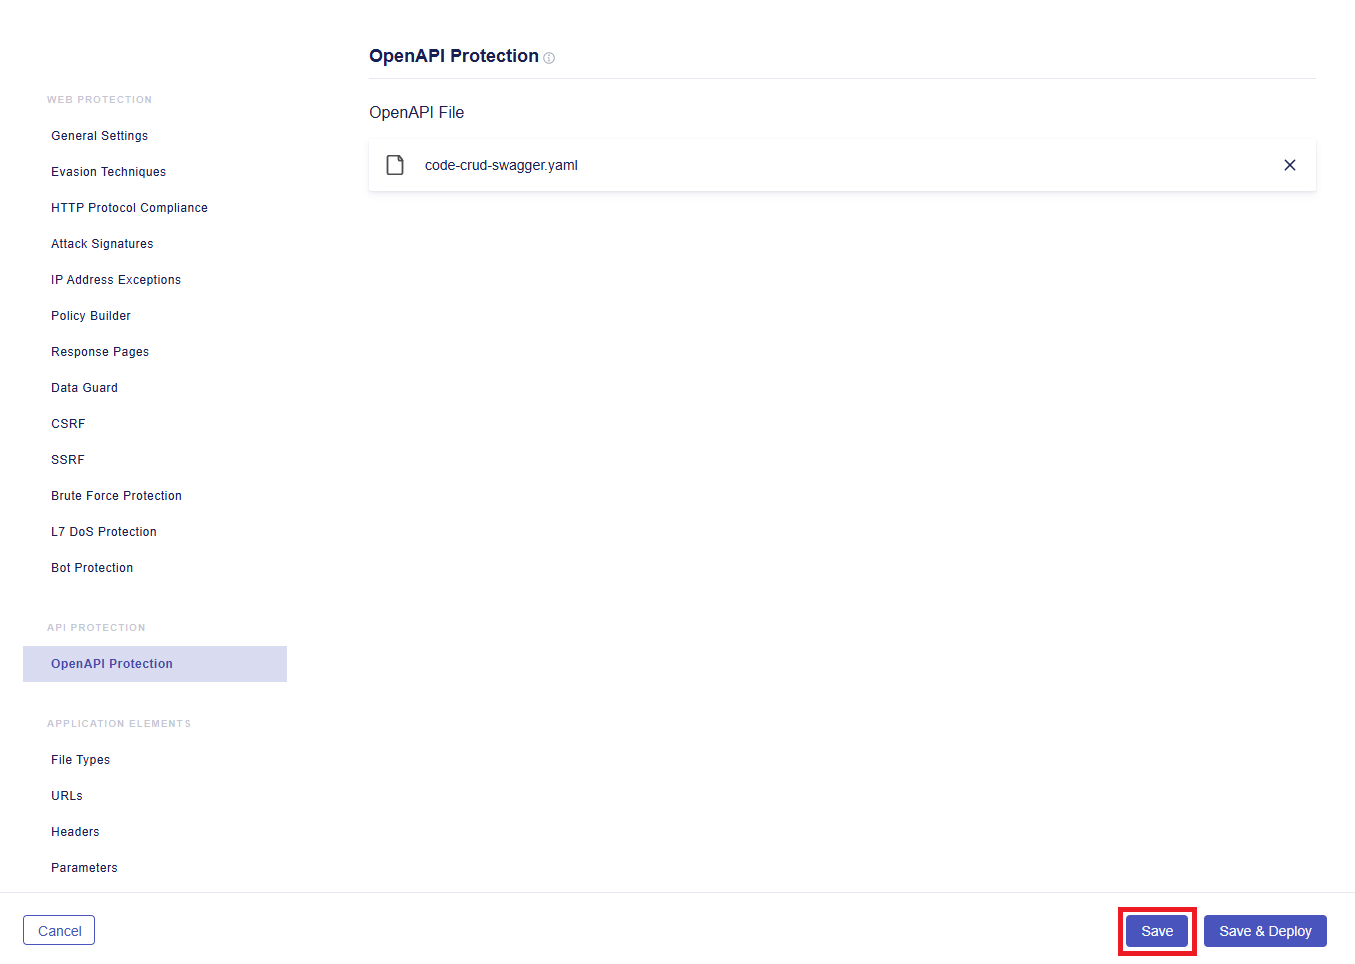 OpenAPI Protection
WEB PROTECTION
General Settings
Evasion Techniques
HTTP Protocol Compliance
Attack Signatures
IP Address Exceptions
Policy Builder
Response Pages
Data Guard
CSRF
SSRF
Brute Force Protection
L7 DoS Protection
Bot Protection
API PROTECTION
OpenAPI Protection
APPLICATION ELEMENTS
File Types
URLs
Headers
Parameters
OpenAPI File
code-crud-swagger.yaml
Cancel
Save
Save & Deploy